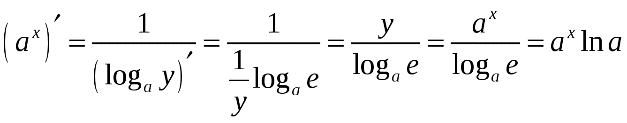 (a^x)′ = 1/(log_a y)′ = 1/((1/y) log_a e) = y/(log_a e) = a^x/(log_a e) = a^x ln a